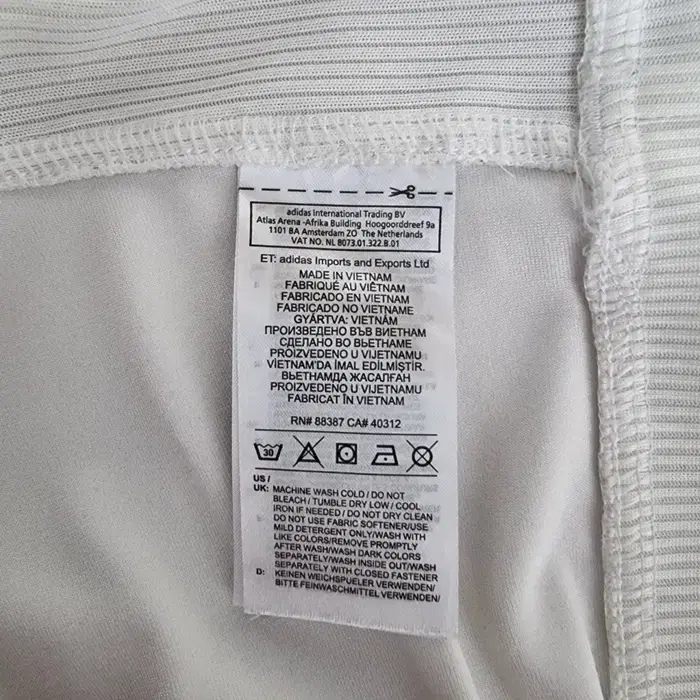 adidas International Trading BV
Atlas Arena -Afrika Building Hoogoorddreef 9a
1101 BA Amsterdam ZO The Netherlands
VAT NO. NL 8073.01.322.B.01
ET: adidas Imports and Exports Ltd
MADE IN VIETNAM
FABRIQUÉ AU VIÊTNAM
FABRICADO EN VIETNAM
FABRICADO NO VIETNAME
GYÁRTVA: VIETNÁM
ПРОИЗВЕДЕНО ВЪВ ВИЕТНАМ
СДЕЛАНО ВО ВЬЕТНАМЕ
PROIZVEDENO U VIJETNAMU
VİETNAM'DA İMAL EDİLMİŞTİR.
ВЬЕТНАМДА ЖАСАЛҒАН
PROIZVEDENO U VIJETNAMU
FABRICAT ÎN VIETNAM
RN# 88387 CA# 40312
30
US /
UK: MACHINE WASH COLD / DO NOT
BLEACH / TUMBLE DRY LOW / COOL
IRON IF NEEDED / DO NOT DRY CLEAN
DO NOT USE FABRIC SOFTENER/USE
MILD DETERGENT ONLY/WASH WITH
LIKE COLORS/REMOVE PROMPTLY
AFTER WASH/WASH DARK COLORS
SEPARATELY/WASH INSIDE OUT/WASH
SEPARATELY WITH CLOSED FASTENER
D: KEINEN WEICHSPUELER VERWENDEN/
BITTE FEINWASCHMITTEL VERWENDEN/